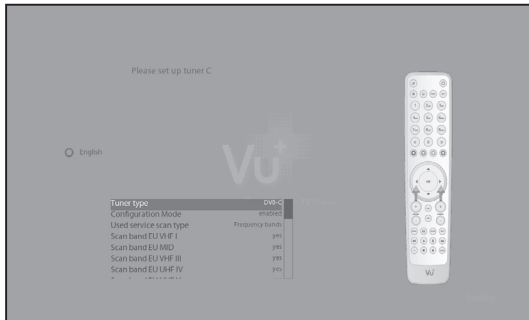 Please set up tuner C
English
Vu+
Tuner type DVB-C
Configuration Mode enabled
Used service scan type Frequency bands
Scan band EU VHF I yes
Scan band EU MID yes
Scan band EU VHF III yes
Scan band EU UHF IV yes
OK
Vu+